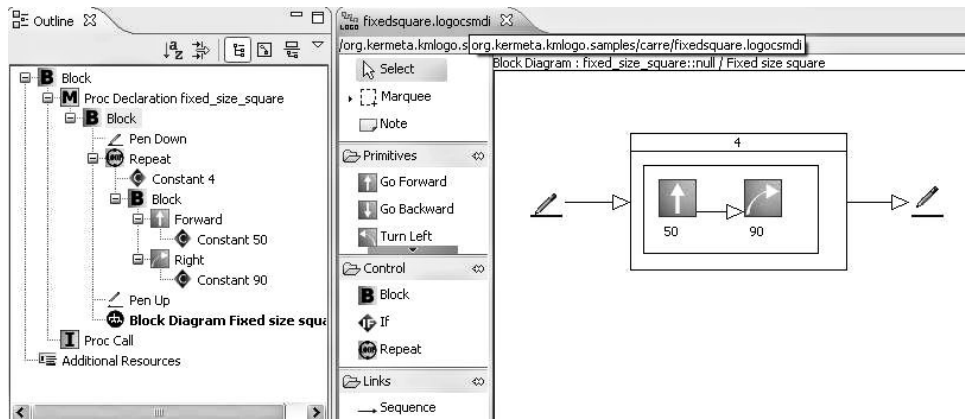 Outline
fixedsquare.logocsmdi
/org.kermeta.kmlogo.s
org.kermeta.kmlogo.samples/carre/fixedsquare.logocsmdi
Block
Proc Declaration fixed_size_square
Block
Pen Down
Repeat
Constant 4
Block
Forward
Constant 50
Right
Constant 90
Pen Up
Block Diagram Fixed size squa
Proc Call
Additional Resources
Select
Marquee
Note
Primitives
Go Forward
Go Backward
Turn Left
Control
Block
If
Repeat
Links
Sequence
Block Diagram : fixed_size_square::null / Fixed size square
4
50 90